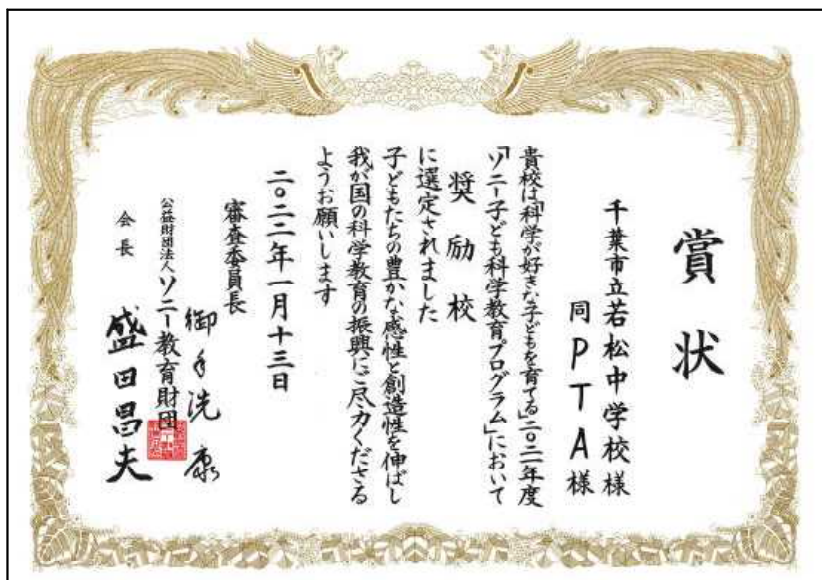 賞状
千葉市立若松中学校様
同PTA様
貴校は「科学が好きな子どもを育てる」二〇二一年度
「ソニー子ども科学教育プログラム」において
奨励校
に選定されました
子どもたちの豊かな感性と創造性を伸ばし
我が国の科学教育の振興にご尽力くださる
ようお願いします
二〇二二年一月十三日
審査委員長
御手洗康
公益財団法人ソニー教育財団
会長
盛田昌夫